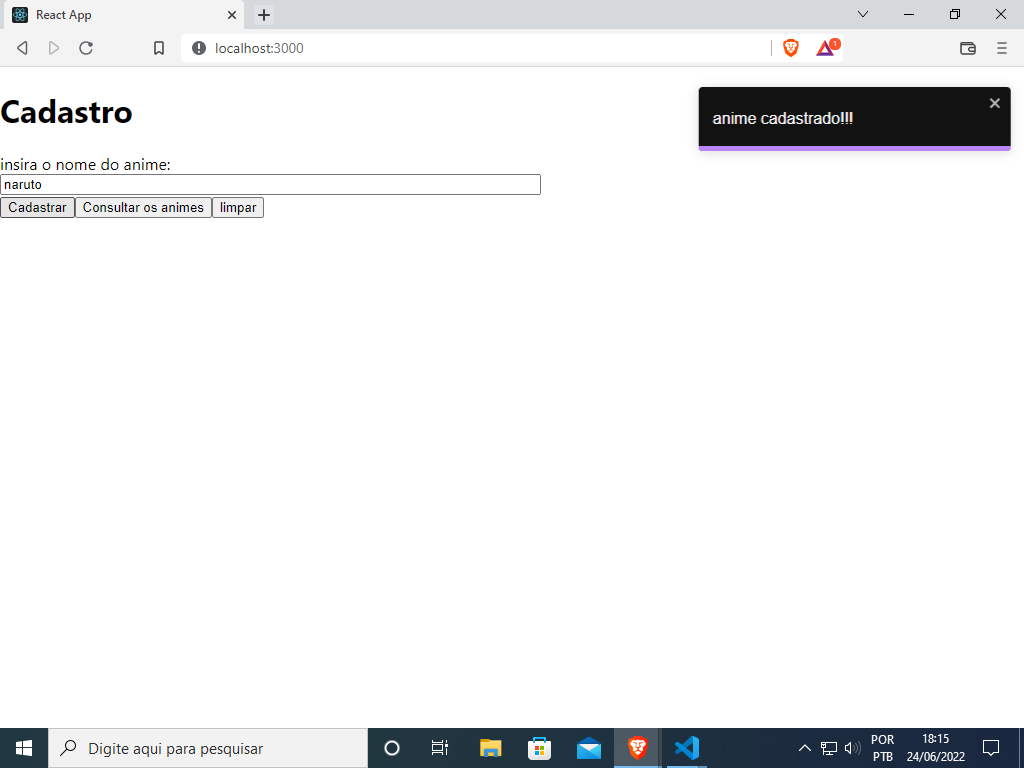 React App
localhost:3000
1
Cadastro
anime cadastrado!!!
insira o nome do anime:
naruto
Cadastrar Consultar os animes limpar
Digite aqui para pesquisar
POR
PTB
18:15
24/06/2022